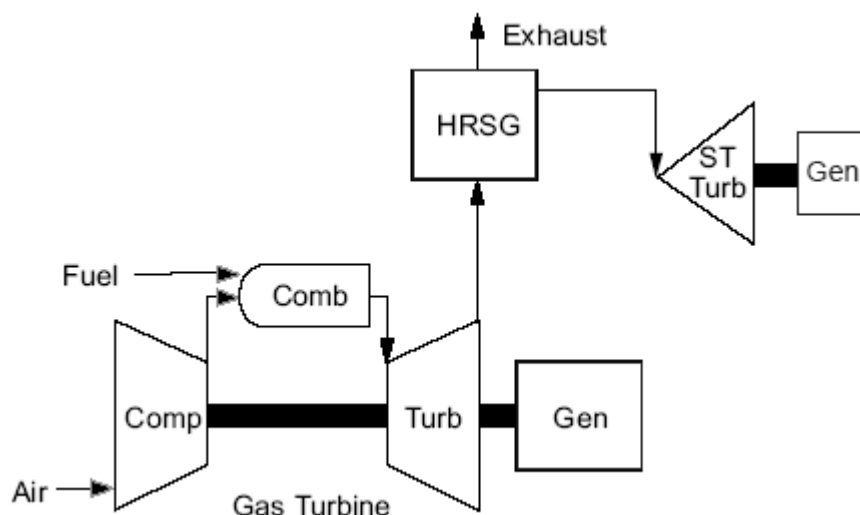 Exhaust
HRSG
ST
Turb
Gen
Fuel
Comb
Comp
Turb
Gen
Air
Gas Turbine